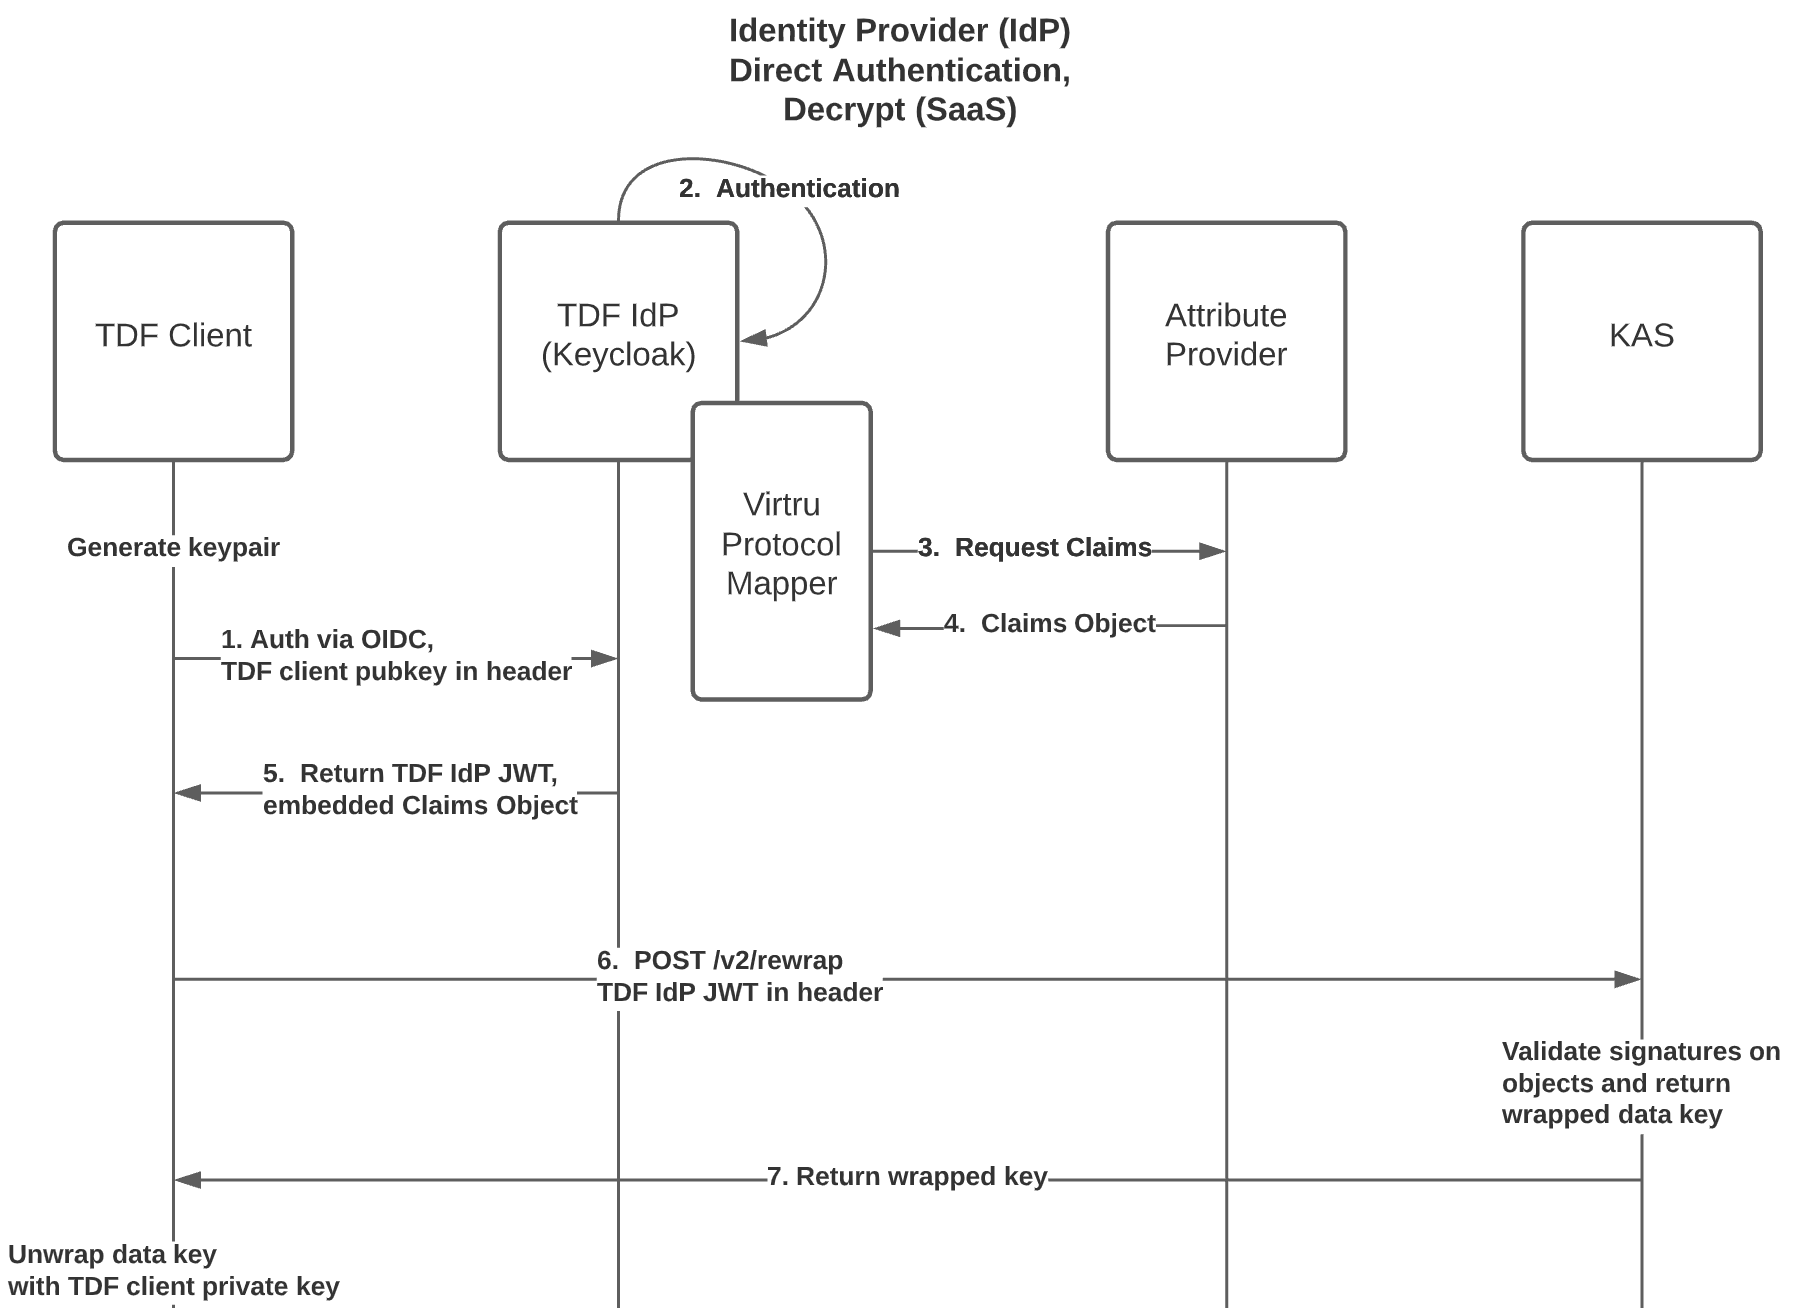 Identity Provider (IdP)
Direct Authentication,
Decrypt (SaaS)
2. Authentication
TDF Client
TDF IdP
(Keycloak)
Attribute
Provider
KAS
Virtru
Protocol
Mapper
Generate keypair
3. Request Claims
4. Claims Object
1. Auth via OIDC,
TDF client pubkey in header
5. Return TDF IdP JWT,
embedded Claims Object
6. POST /v2/rewrap
TDF IdP JWT in header
Validate signatures on
objects and return
wrapped data key
7. Return wrapped key
Unwrap data key
with TDF client private key